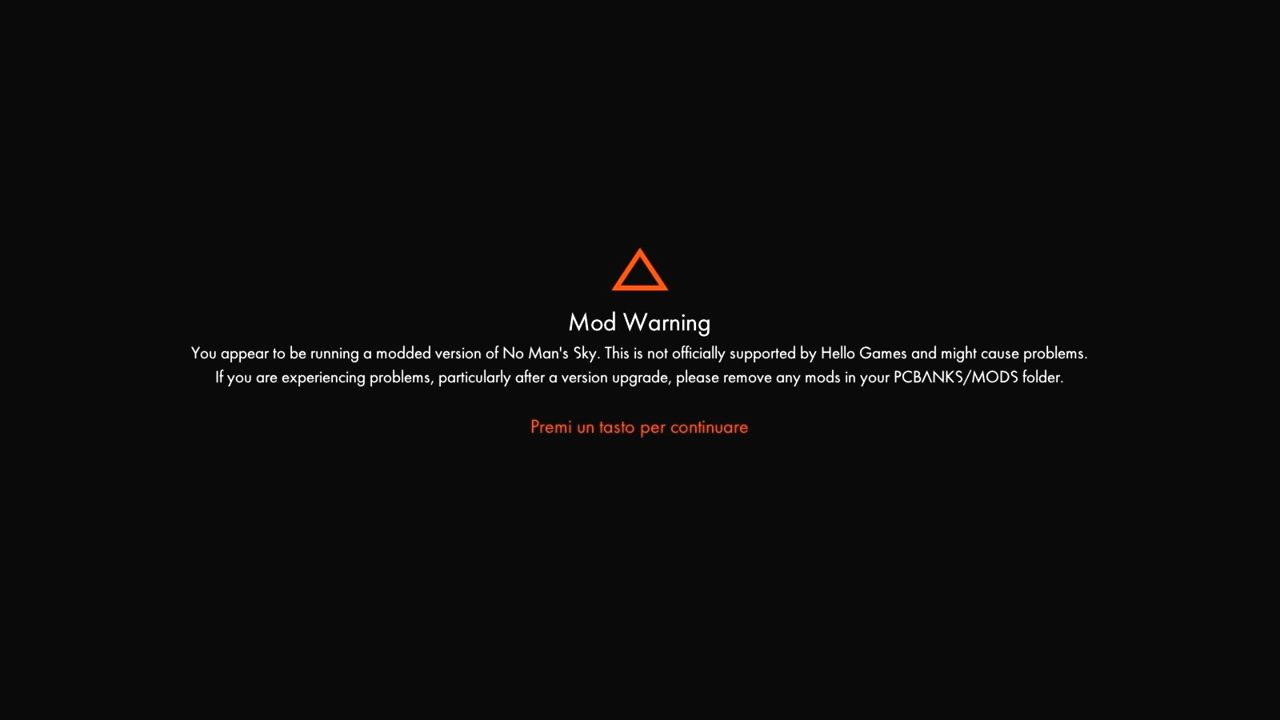 Mod Warning
You appear to be running a modded version of No Man's Sky. This is not officially supported by Hello Games and might cause problems.
If you are experiencing problems, particularly after a version upgrade, please remove any mods in your PCBANKS/MODS folder.
Premi un tasto per continuare